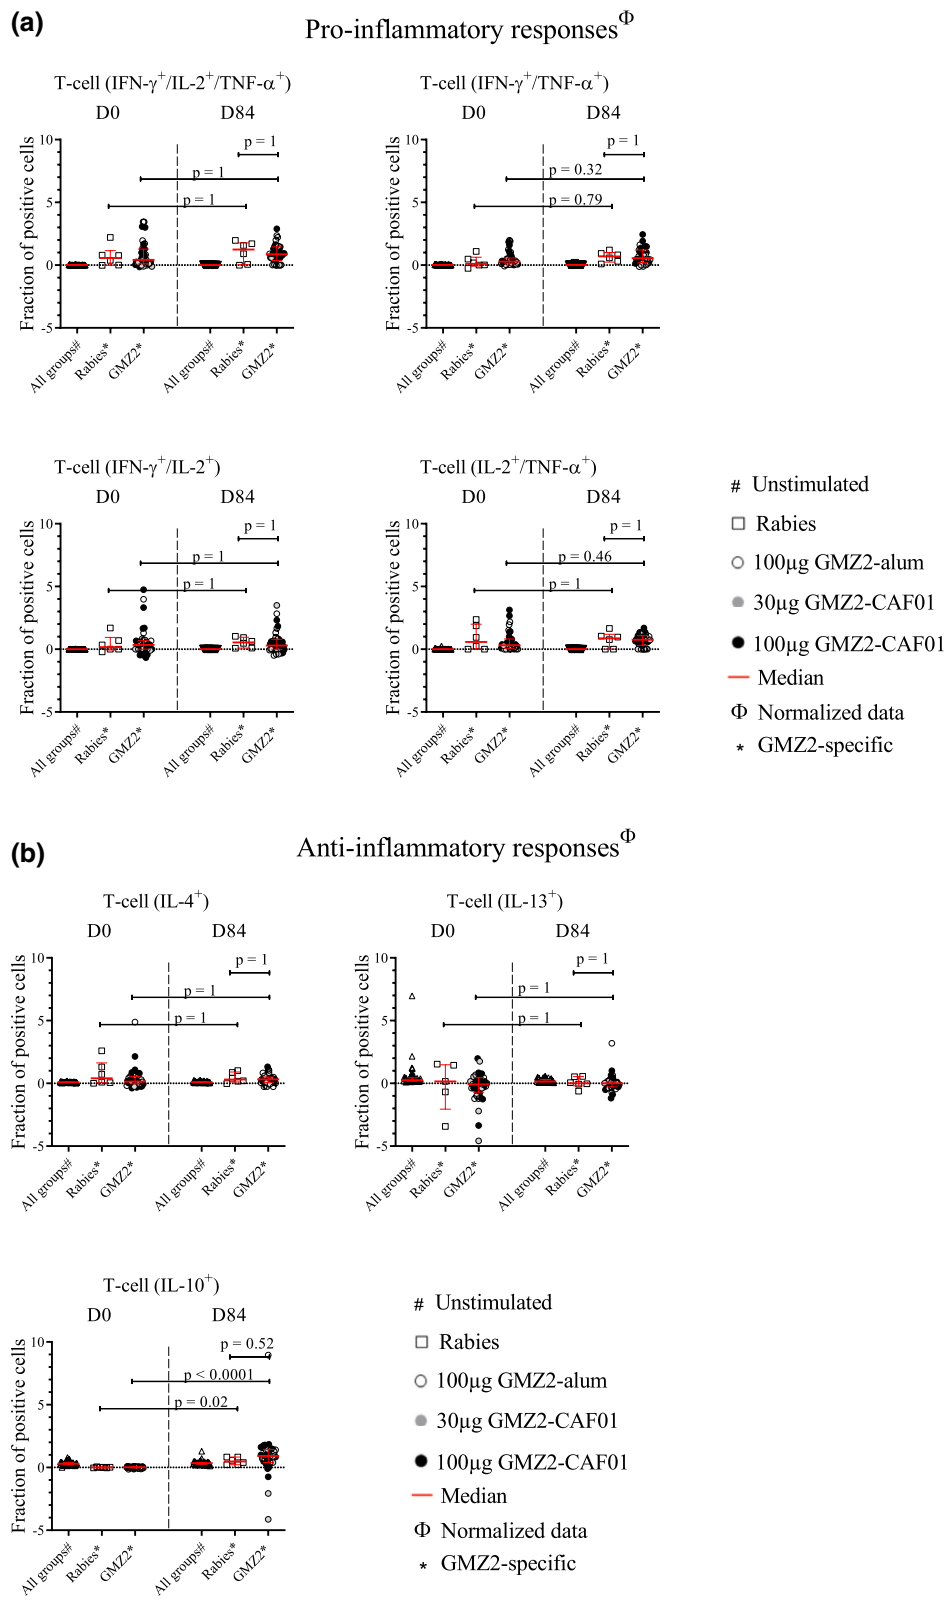 (a)
Pro-inflammatory responsesΦ
T-cell (IFN-γ+/IL-2+/TNF-α+)
D0
D84
Fraction of positive cells
10
5
0
-5
p = 1
p = 1
p = 1
All groups#
Rabies*
GMZ2*
All groups#
Rabies*
GMZ2*
T-cell (IFN-γ+/TNF-α+)
D0
D84
Fraction of positive cells
10
5
0
-5
p = 1
p = 0.32
p = 0.79
All groups#
Rabies*
GMZ2*
All groups#
Rabies*
GMZ2*
T-cell (IFN-γ+/IL-2+)
D0
D84
Fraction of positive cells
10
5
0
-5
p = 1
p = 1
p = 1
All groups#
Rabies*
GMZ2*
All groups#
Rabies*
GMZ2*
T-cell (IL-2+/TNF-α+)
D0
D84
Fraction of positive cells
10
5
0
-5
p = 1
p = 0.46
p = 1
All groups#
Rabies*
GMZ2*
All groups#
Rabies*
GMZ2*
# Unstimulated
Rabies
100µg GMZ2-alum
30µg GMZ2-CAF01
100µg GMZ2-CAF01
Median
Φ Normalized data
* GMZ2-specific
(b)
Anti-inflammatory responsesΦ
T-cell (IL-4+)
D0
D84
Fraction of positive cells
10
5
0
-5
p = 1
p = 1
p = 1
All groups#
Rabies*
GMZ2*
All groups#
Rabies*
GMZ2*
T-cell (IL-13+)
D0
D84
Fraction of positive cells
10
5
0
-5
p = 1
p = 1
p = 1
All groups#
Rabies*
GMZ2*
All groups#
Rabies*
GMZ2*
T-cell (IL-10+)
D0
D84
Fraction of positive cells
10
5
0
-5
p = 0.52
p < 0.0001
p = 0.02
All groups#
Rabies*
GMZ2*
All groups#
Rabies*
GMZ2*
# Unstimulated
Rabies
100µg GMZ2-alum
30µg GMZ2-CAF01
100µg GMZ2-CAF01
Median
Φ Normalized data
* GMZ2-specific